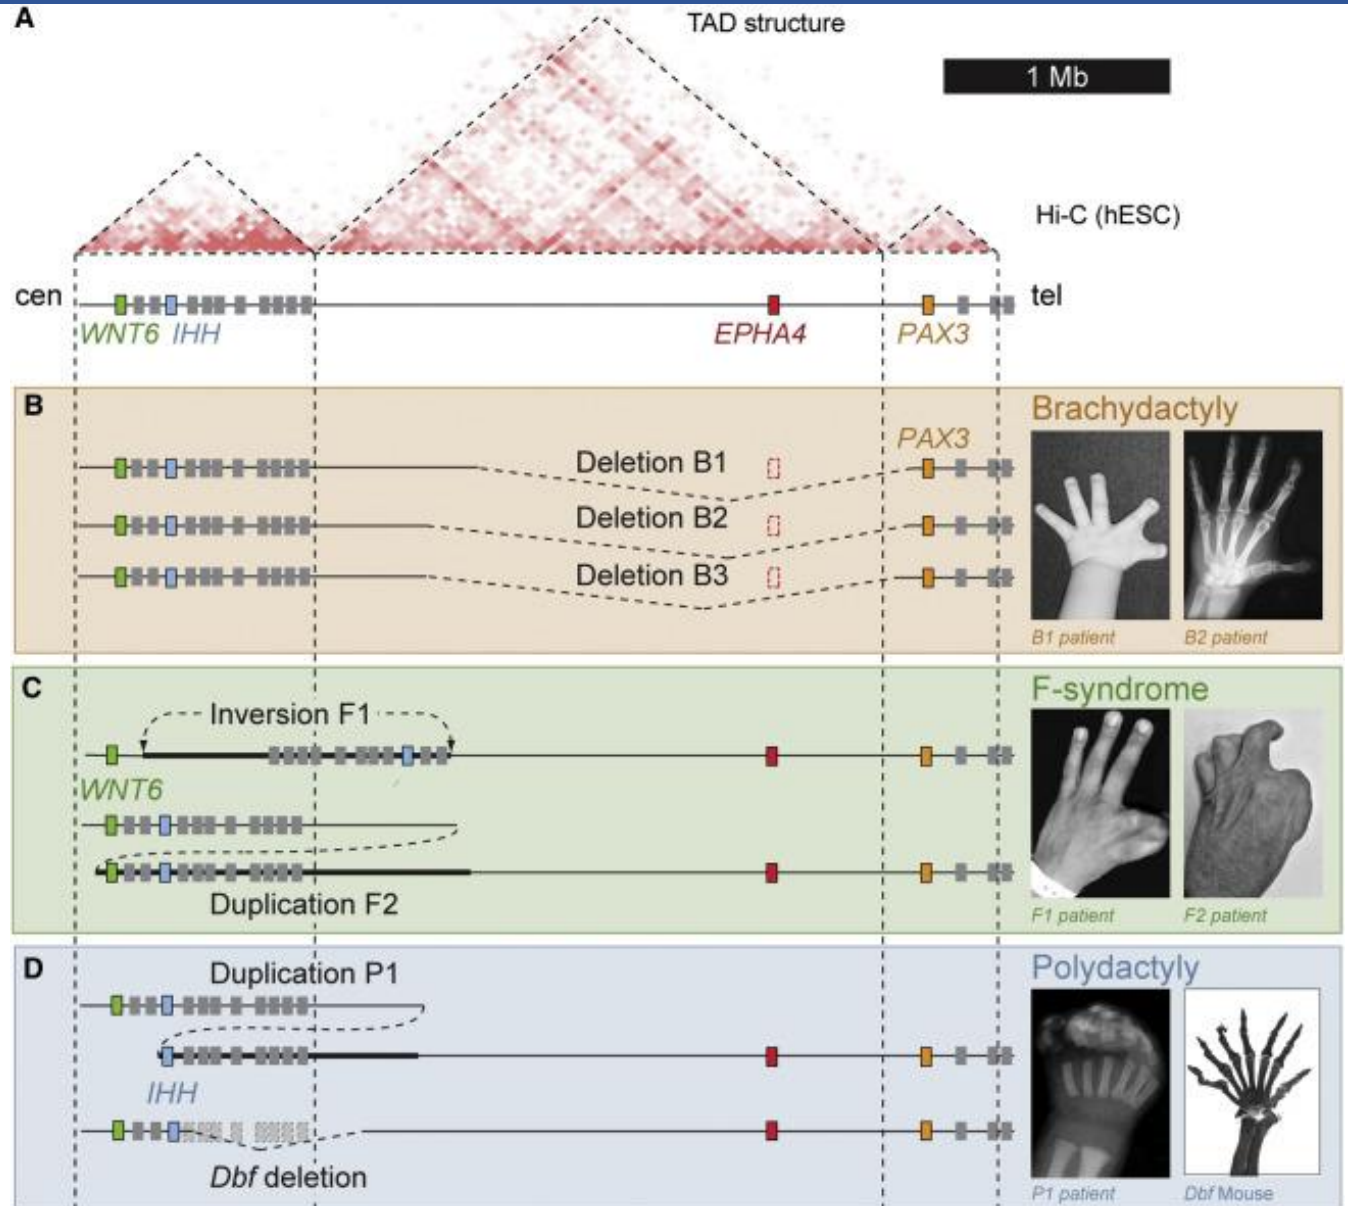 A
TAD structure
1 Mb
Hi-C (hESC)
cen
tel
WNT6 IHH
EPHA4
PAX3
B
Brachydactyly
PAX3
Deletion B1
Deletion B2
Deletion B3
B1 patient
B2 patient
C
F-syndrome
Inversion F1
WNT6
Duplication F2
F1 patient
F2 patient
D
Polydactyly
Duplication P1
IHH
Dbf deletion
P1 patient
Dbf Mouse